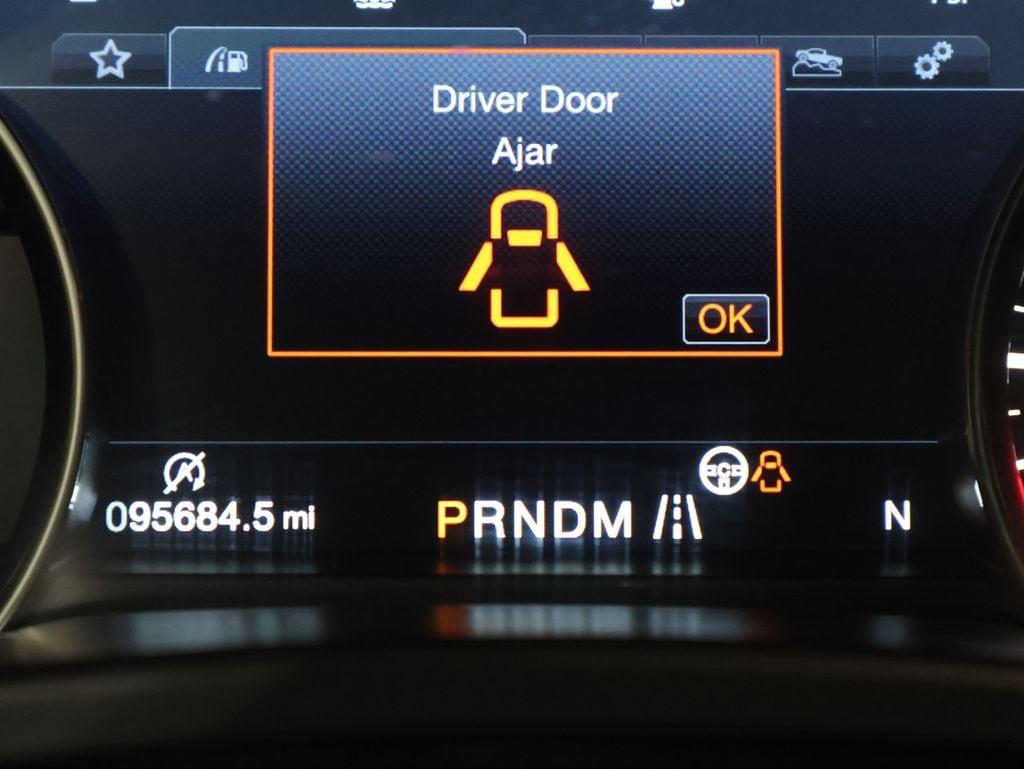 Driver Door
Ajar
OK
095684.5 mi
PRNDM
C
N